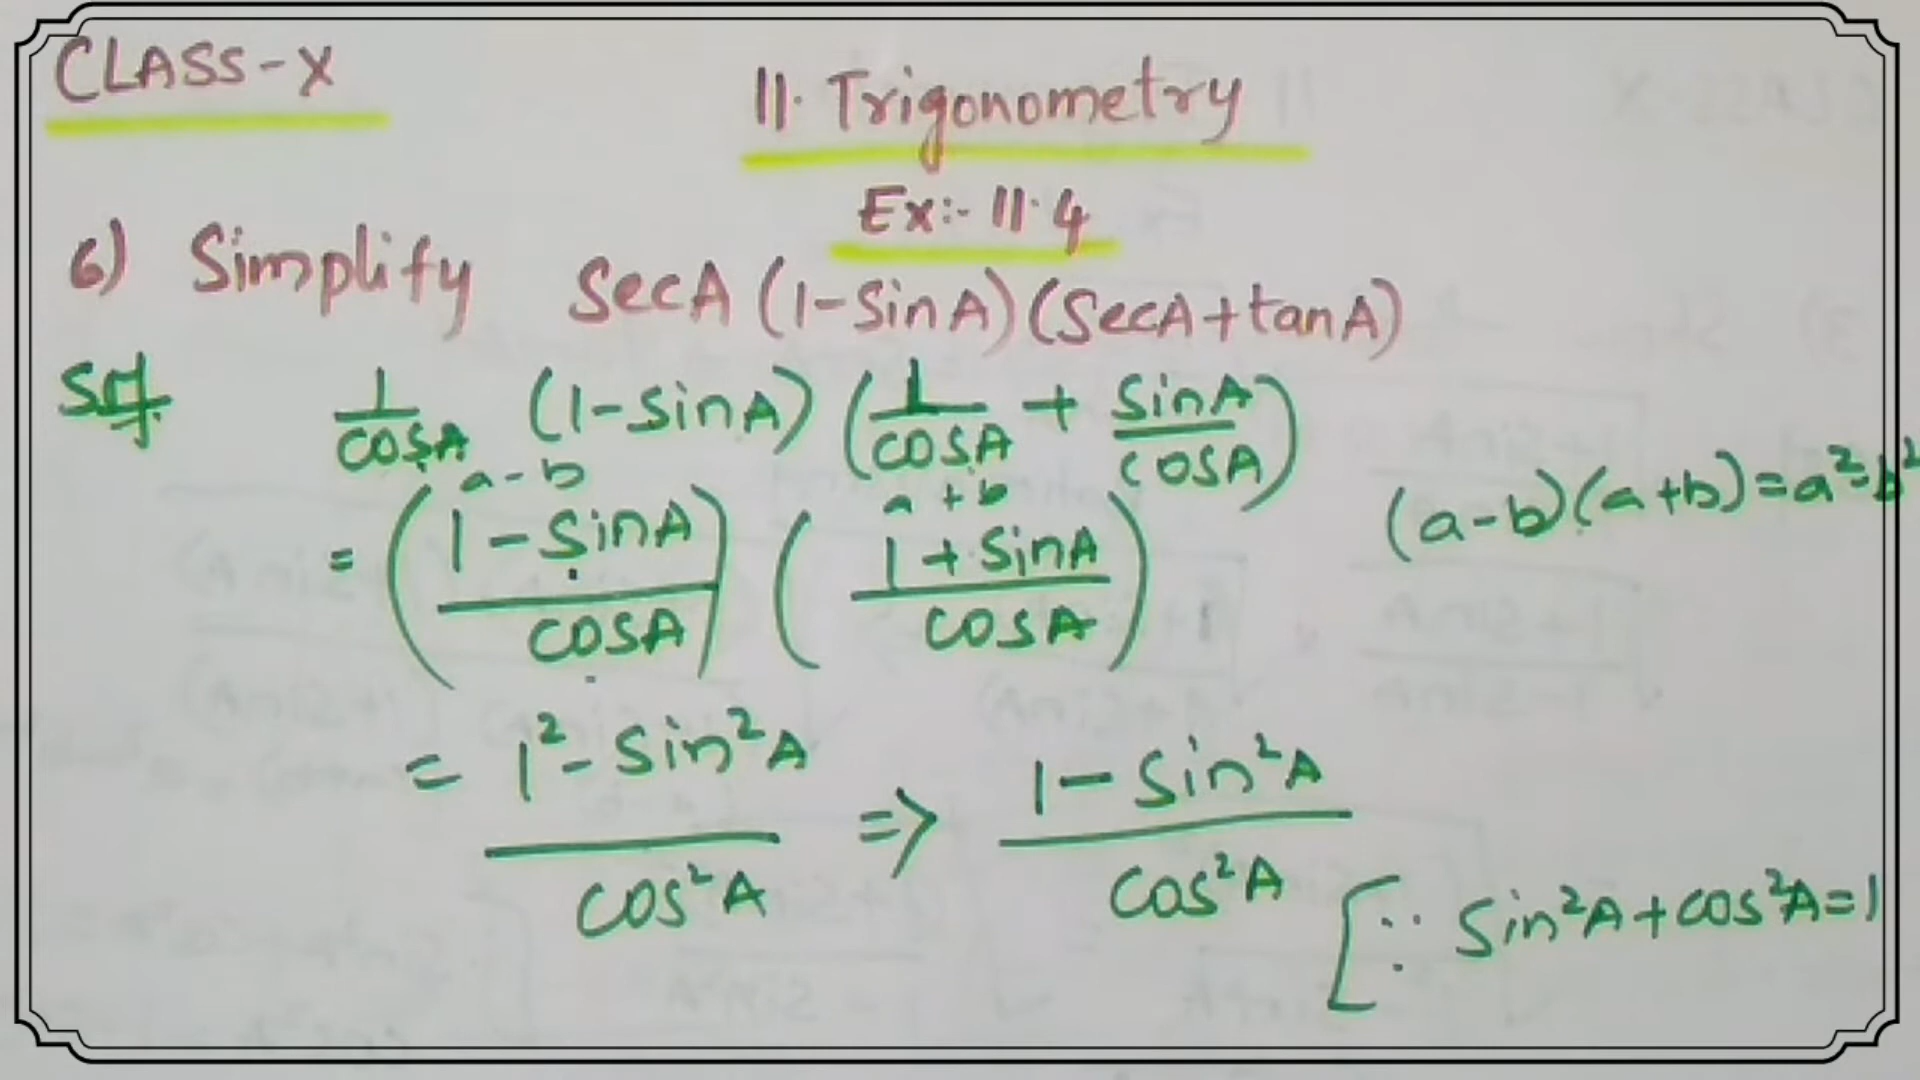 CLASS-X
11. Trigonometry
Ex:- 11.4
6) Simplify SecA (1-SinA) (SecA+tanA)
Sol. 1/cosA (1-sinA) (1/cosA + sinA/cosA)
a-b a+b
= (1-sinA/cosA) (1+sinA/cosA) (a-b)(a+b)=a²-b²
= 1²-sin²A/cos²A => 1-sin²A/cos²A
[∵ sin²A+cos²A=1